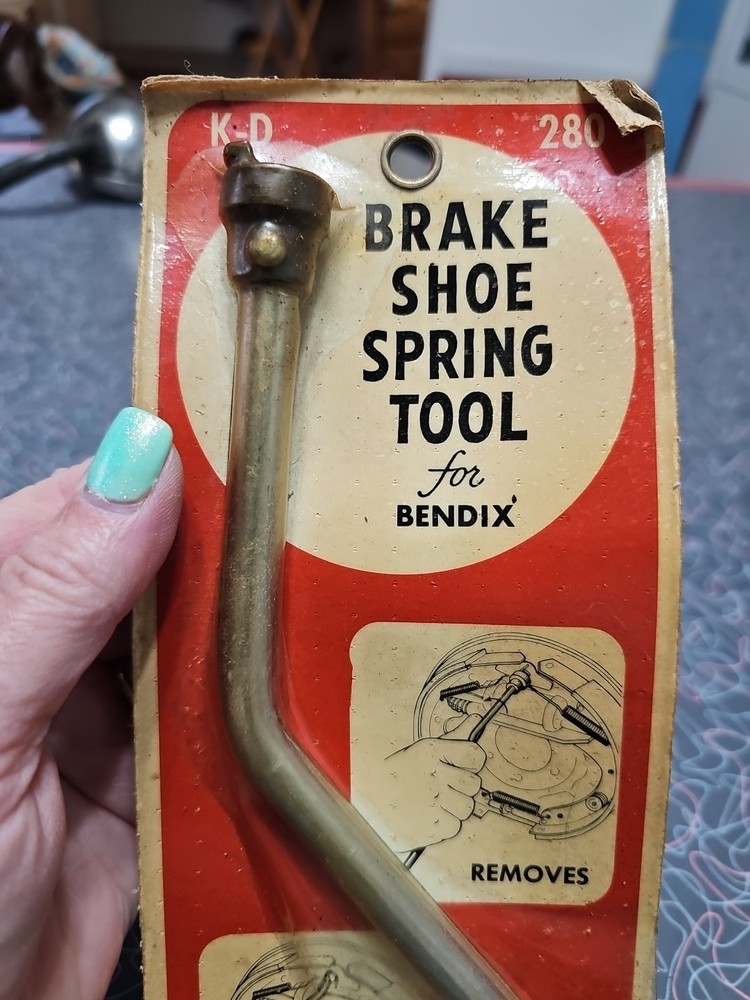 K-D 280
BRAKE
SHOE
SPRING
TOOL
for
BENDIX
REMOVES